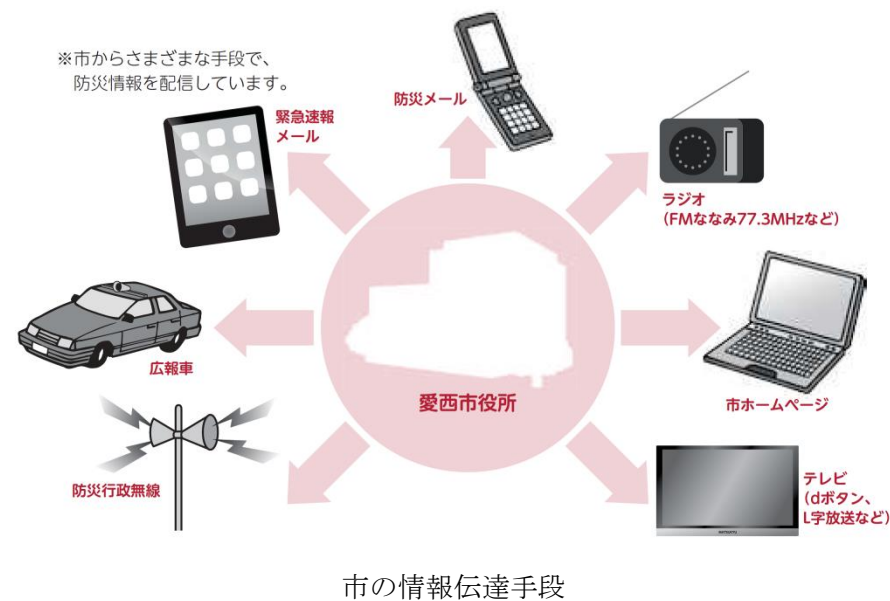 ※市からさまざまな手段で、
防災情報を配信しています。
緊急速報
メール
防災メール
ラジオ
（FMななみ77.3MHzなど）
広報車
愛西市役所
市ホームページ
防災行政無線
テレビ
（dボタン、
L字放送など）
市の情報伝達手段